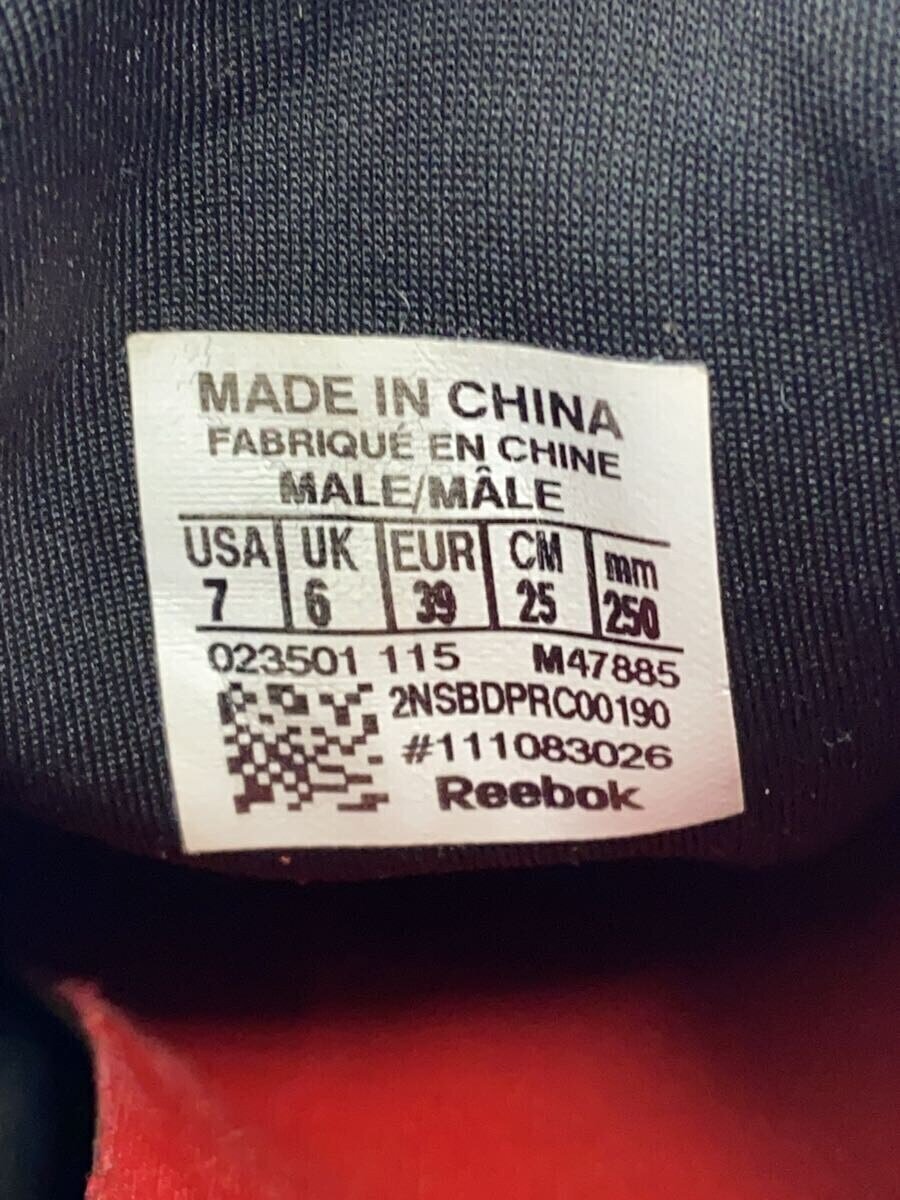 MADE IN CHINA
FABRIQUÉ EN CHINE
MALE/MÂLE
USA UK EUR CM mm
7 6 39 25 250
023501 115 M47885
2NSBDPRC00190
#111083026
Reebok